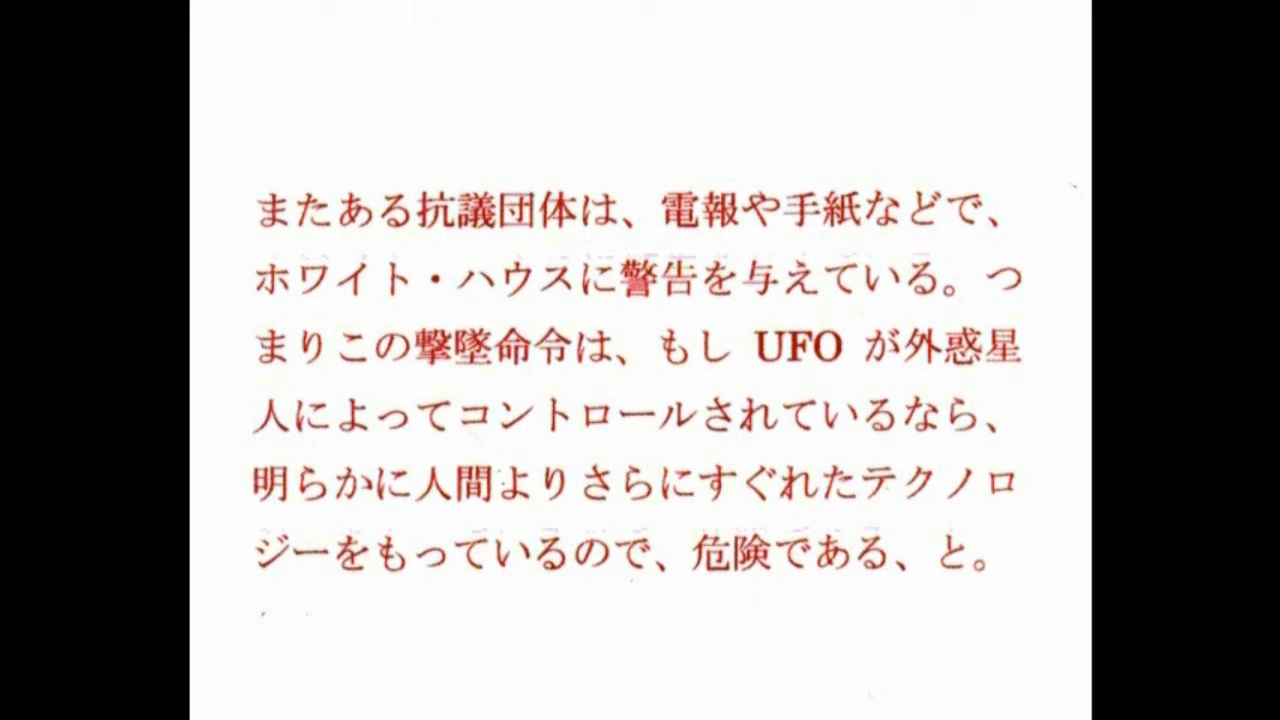 またある抗議団体は、電報や手紙などで、
ホワイト・ハウスに警告を与えている。つ
まりこの撃墜命令は、もし UFO が外惑星
人によってコントロールされているなら、
明らかに人間よりさらにすぐれたテクノロ
ジーをもっているので、危険である、と。